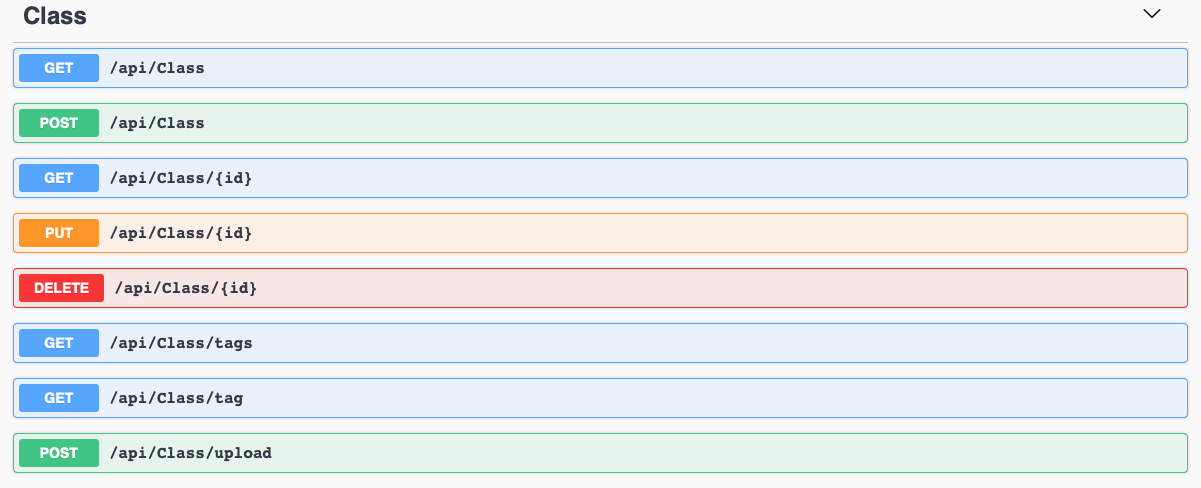 Class
GET /api/Class
POST /api/Class
GET /api/Class/{id}
PUT /api/Class/{id}
DELETE /api/Class/{id}
GET /api/Class/tags
GET /api/Class/tag
POST /api/Class/upload